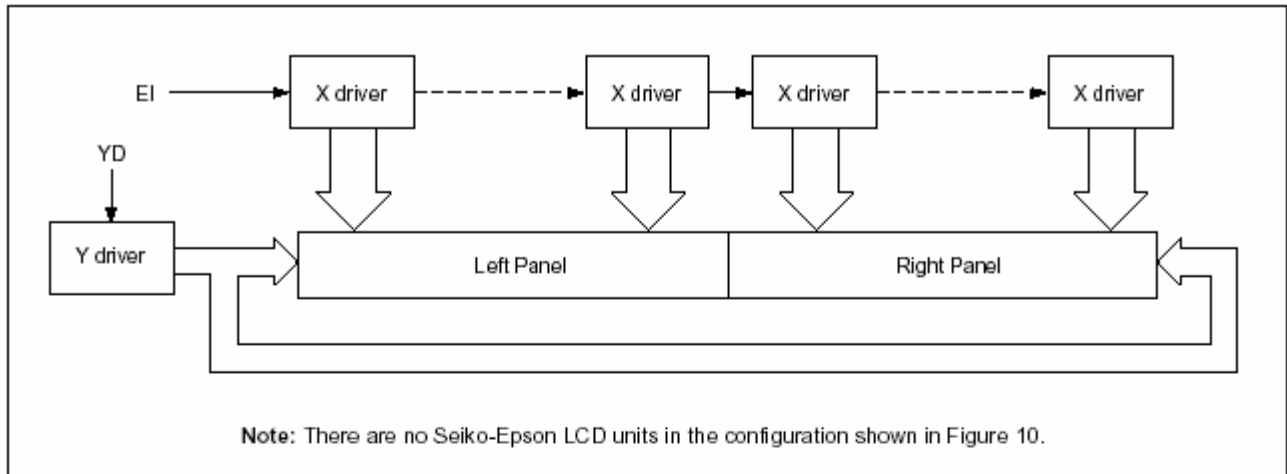 EI
X driver
X driver
X driver
X driver
YD
Y driver
Left Panel
Right Panel
Note: There are no Seiko-Epson LCD units in the configuration shown in Figure 10.